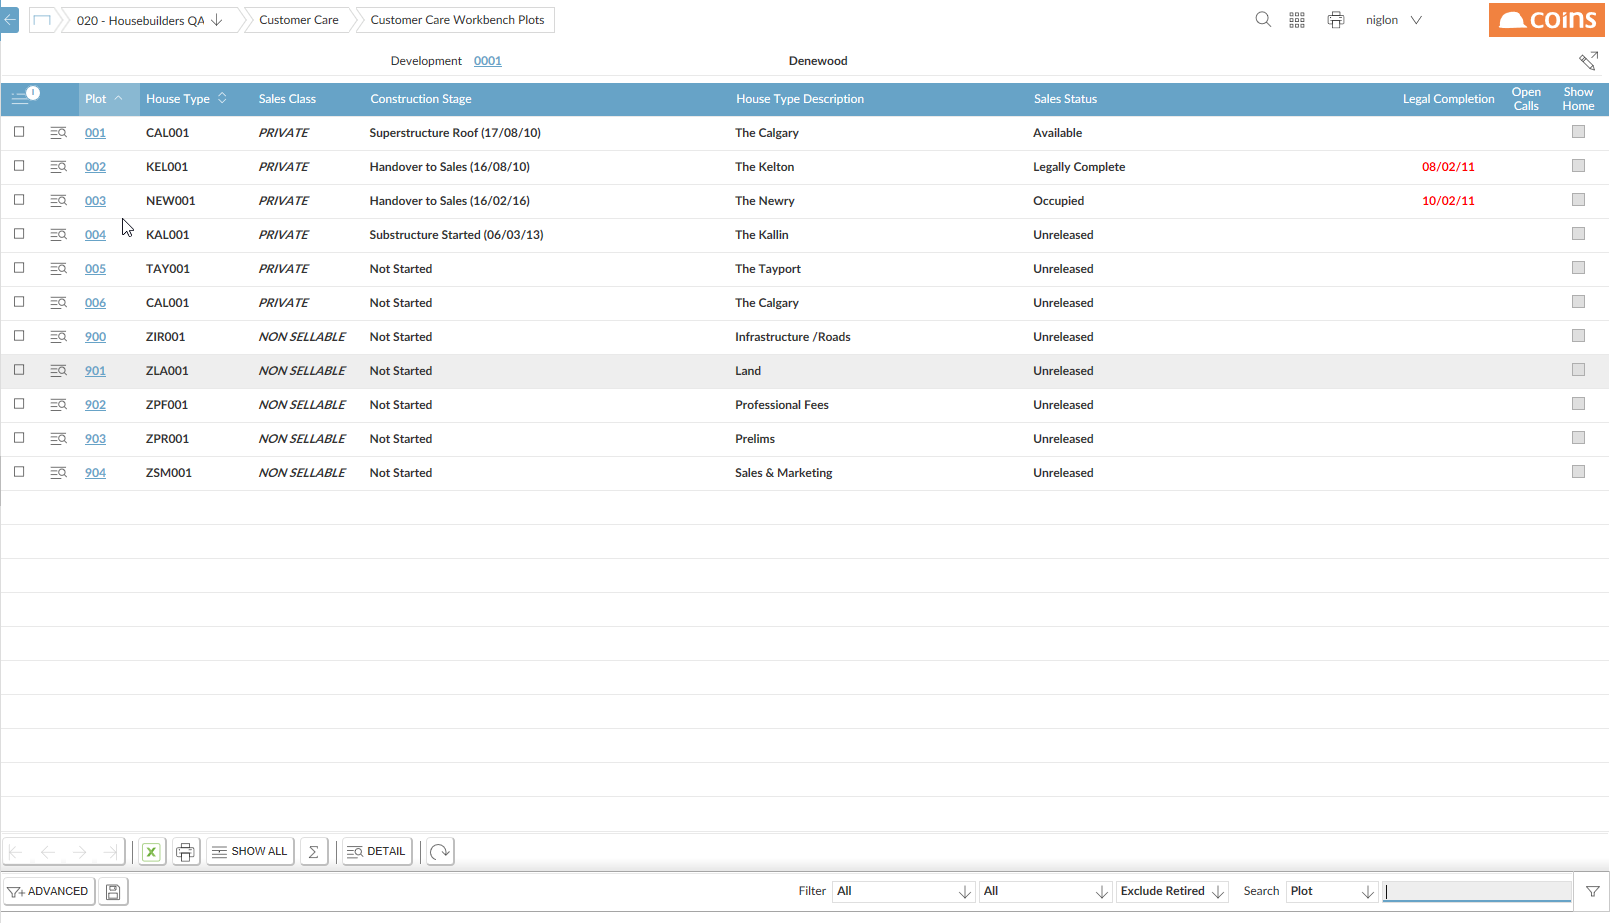 020 - Housebuilders QA Customer Care Customer Care Workbench Plots niglon coins
Development 0001 Denewood
Plot House Type Sales Class Construction Stage House Type Description Sales Status Legal Completion Open Calls Show Home
001 CAL001 PRIVATE Superstructure Roof (17/08/10) The Calgary Available
002 KEL001 PRIVATE Handover to Sales (16/08/10) The Kelton Legally Complete 08/02/11
003 NEW001 PRIVATE Handover to Sales (16/02/16) The Newry Occupied 10/02/11
004 KAL001 PRIVATE Substructure Started (06/03/13) The Kallin Unreleased
005 TAY001 PRIVATE Not Started The Tayport Unreleased
006 CAL001 PRIVATE Not Started The Calgary Unreleased
900 ZIR001 NON SELLABLE Not Started Infrastructure /Roads Unreleased
901 ZLA001 NON SELLABLE Not Started Land Unreleased
902 ZPF001 NON SELLABLE Not Started Professional Fees Unreleased
903 ZPR001 NON SELLABLE Not Started Prelims Unreleased
904 ZSM001 NON SELLABLE Not Started Sales & Marketing Unreleased
SHOW ALL Σ DETAIL
ADVANCED Filter All All Exclude Retired Search Plot